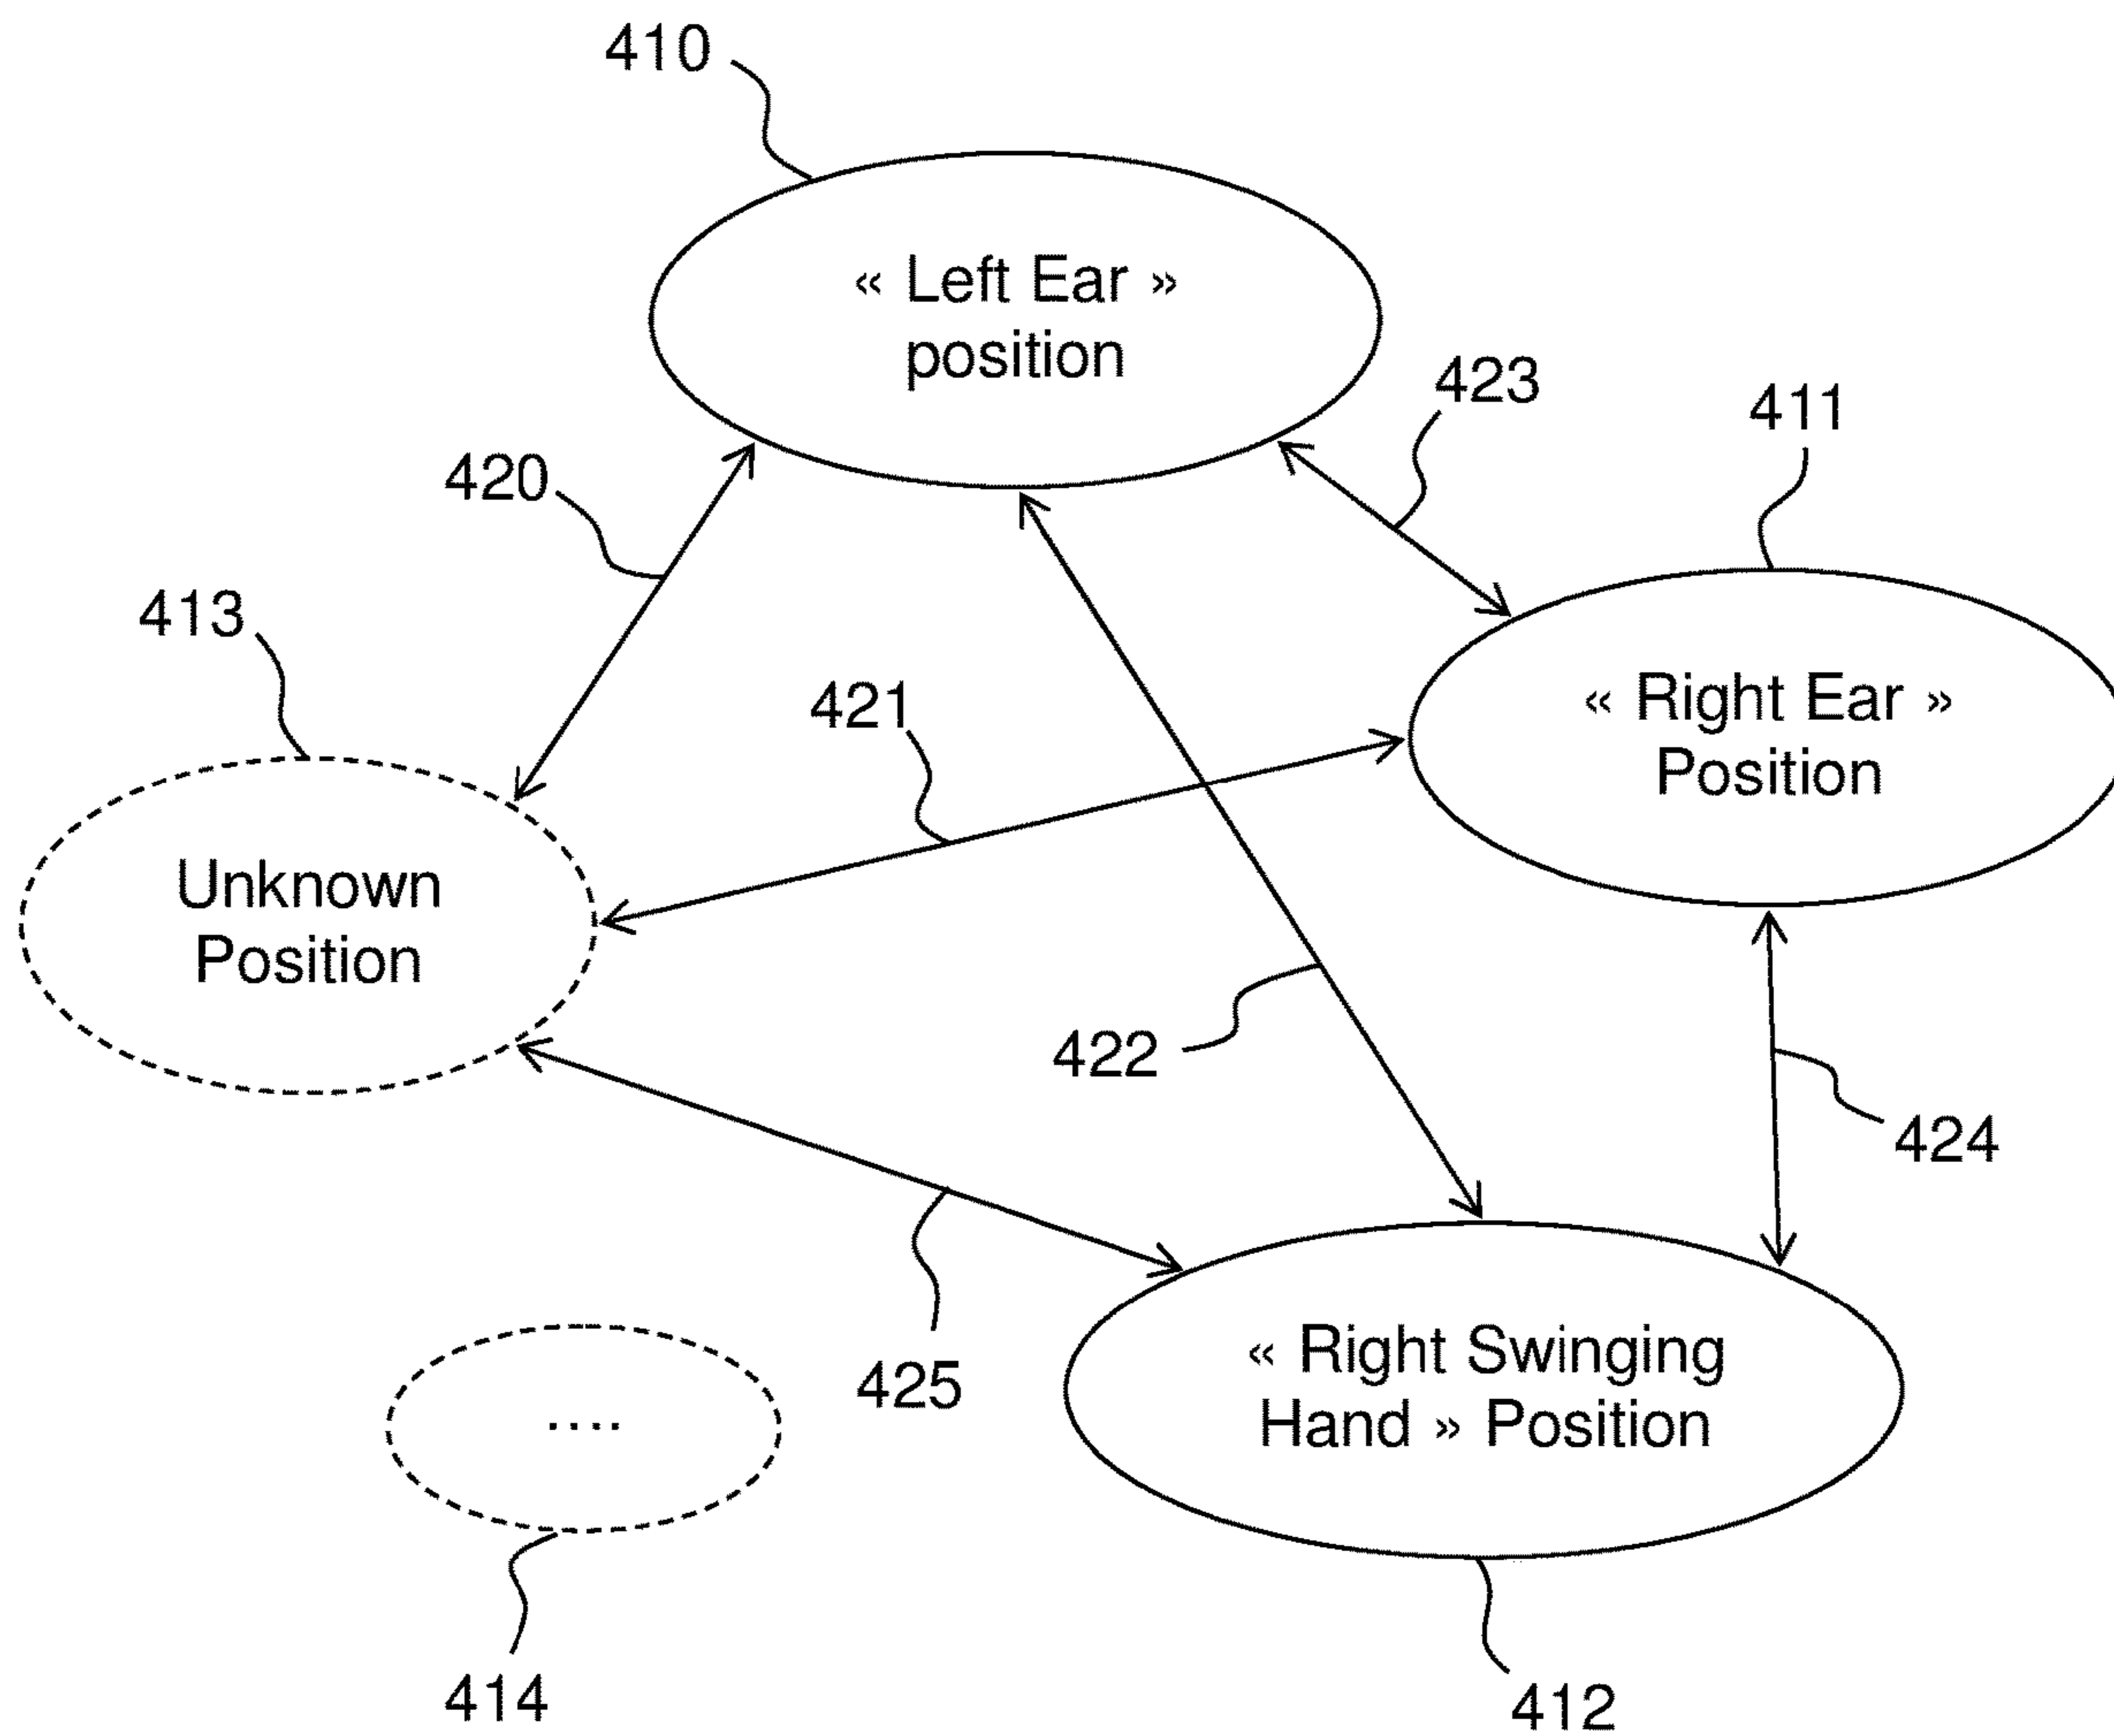 410
« Left Ear »
position
423
411
420
413
421
« Right Ear »
Position
Unknown
Position
422
424
« Right Swinging
Hand » Position
425
....
414
412